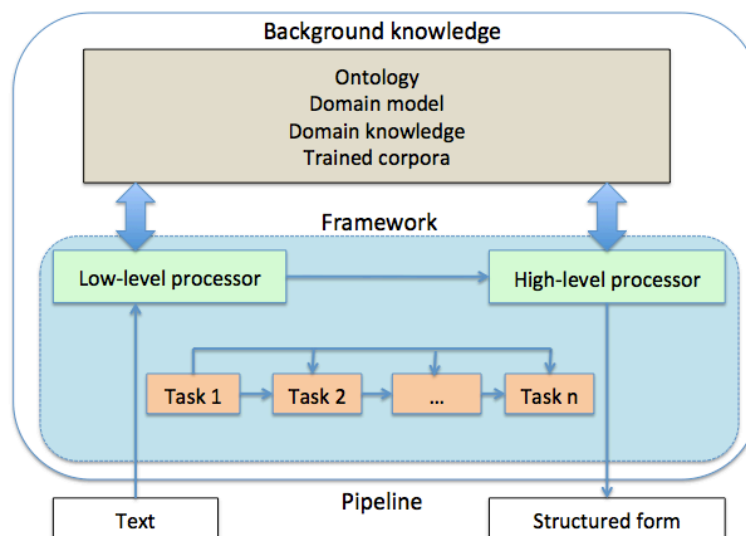 Background knowledge
Ontology
Domain model
Domain knowledge
Trained corpora
Framework
Low-level processor
High-level processor
Task 1
Task 2
...
Task n
Pipeline
Text
Structured form